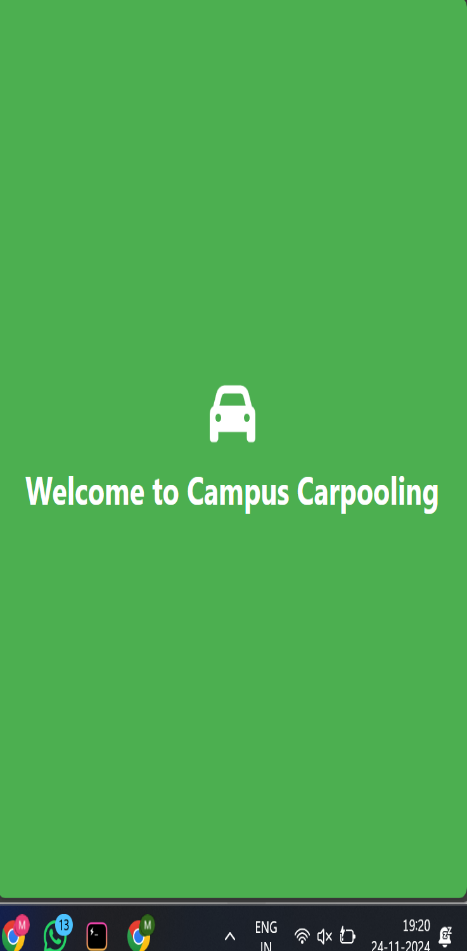 Welcome to Campus Carpooling
M
13
M
ENG
IN
19:20
24-11-2024